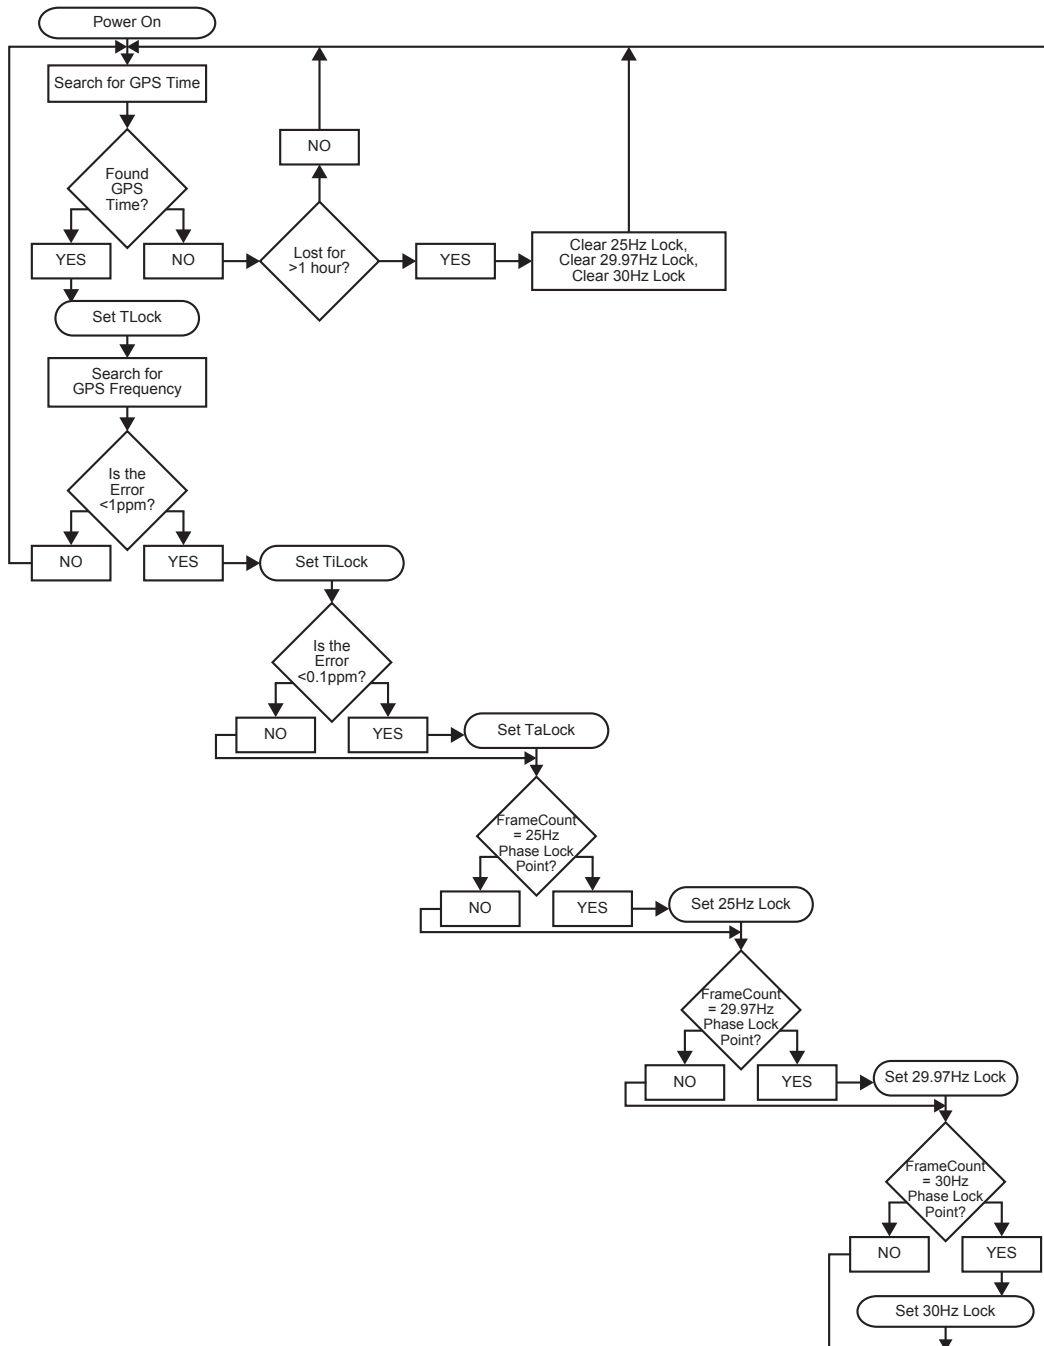 Power On
Search for GPS Time
Found
GPS
Time?
YES
NO
Lost for
>1 hour?
NO
YES
Clear 25Hz Lock,
Clear 29.97Hz Lock,
Clear 30Hz Lock
Set TLock
Search for
GPS Frequency
Is the
Error
<1ppm?
NO
YES
Set TiLock
Is the
Error
<0.1ppm?
NO
YES
Set TaLock
FrameCount
= 25Hz
Phase Lock
Point?
NO
YES
Set 25Hz Lock
FrameCount
= 29.97Hz
Phase Lock
Point?
NO
YES
Set 29.97Hz Lock
FrameCount
= 30Hz
Phase Lock
Point?
NO
YES
Set 30Hz Lock